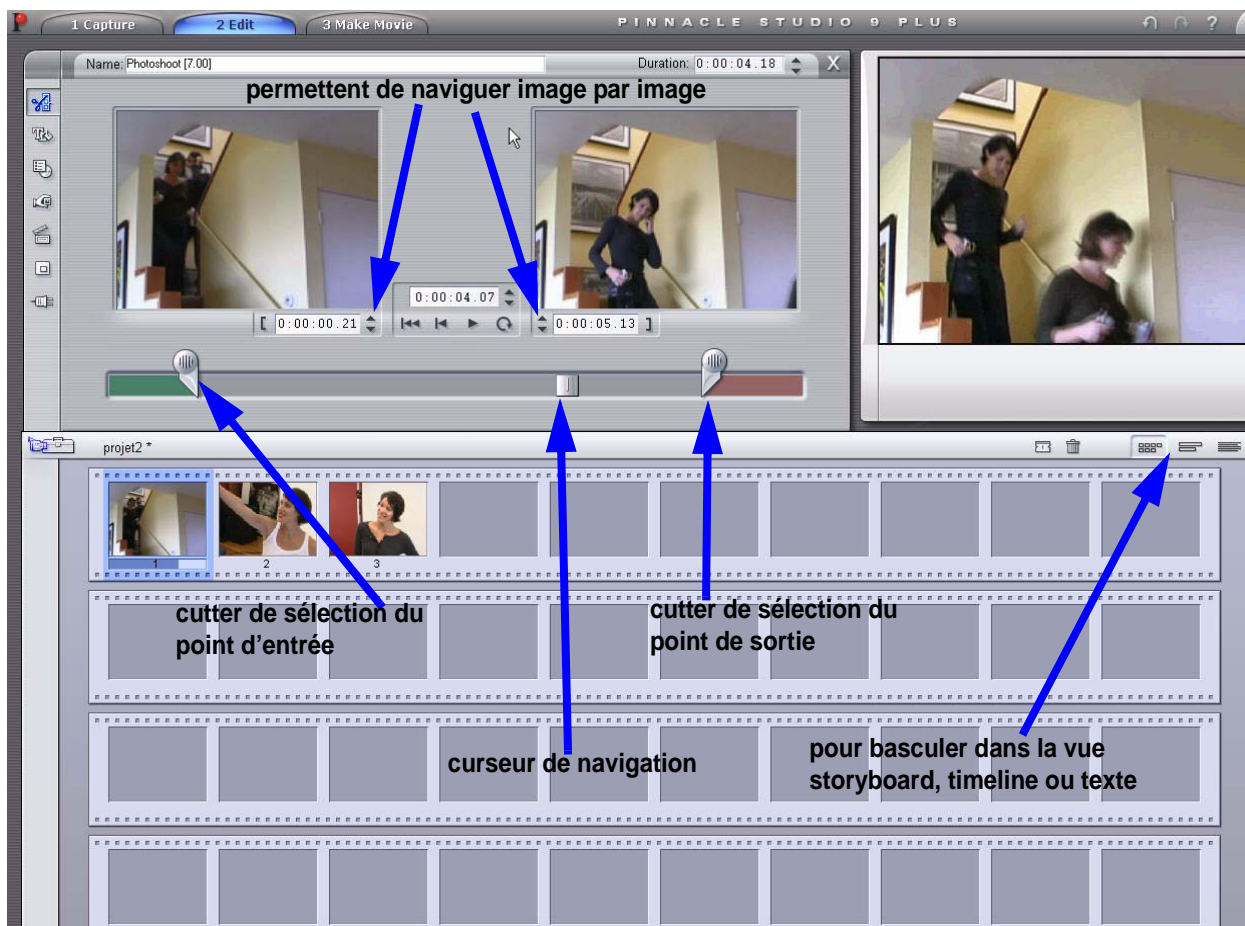 1 Capture 2 Edit 3 Make Movie PINNACLE STUDIO 9 PLUS ?
Name: Photoshoot [7.00] Duration: 0:00:04.18 X
permettent de naviguer image par image
0:00:04.07
[ 0:00:00.21 0:00:05.13 ]
projet2 *
1 2 3
cutter de sélection du
point d’entrée
cutter de sélection du
point de sortie
curseur de navigation
pour basculer dans la vue
storyboard, timeline ou texte